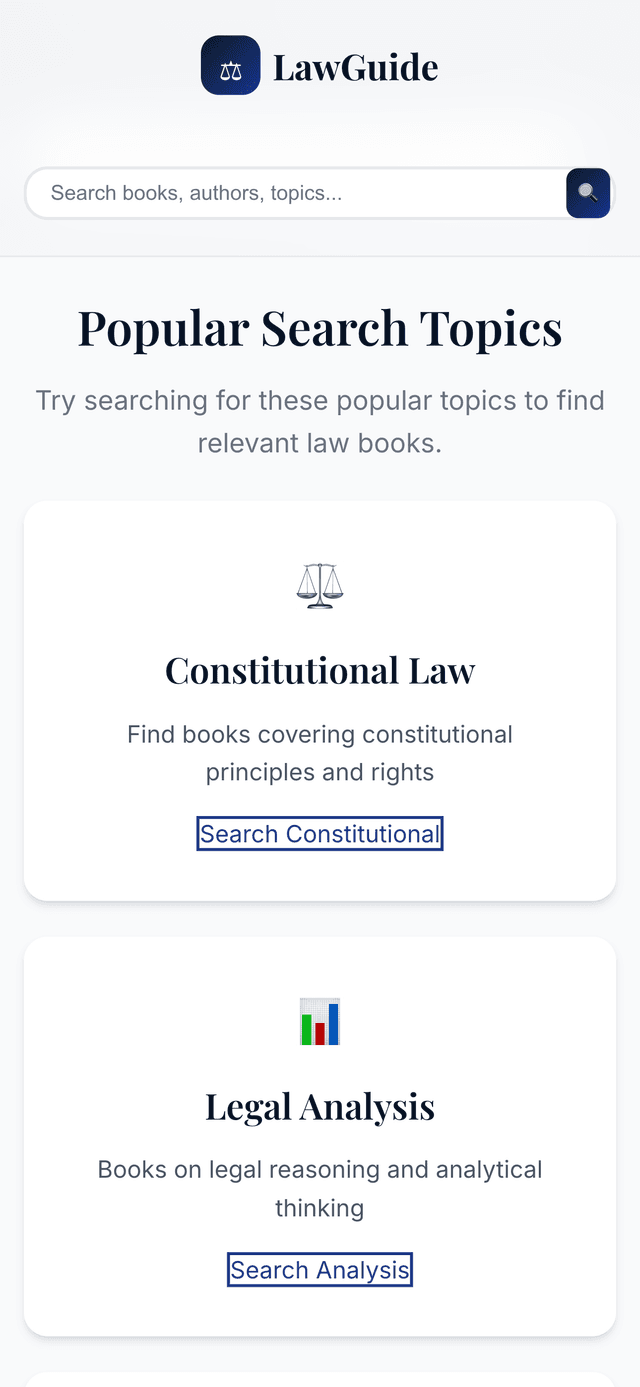 LawGuide
Search books, authors, topics...
Popular Search Topics
Try searching for these popular topics to find
relevant law books.
Constitutional Law
Find books covering constitutional
principles and rights
Search Constitutional
Legal Analysis
Books on legal reasoning and analytical
thinking
Search Analysis